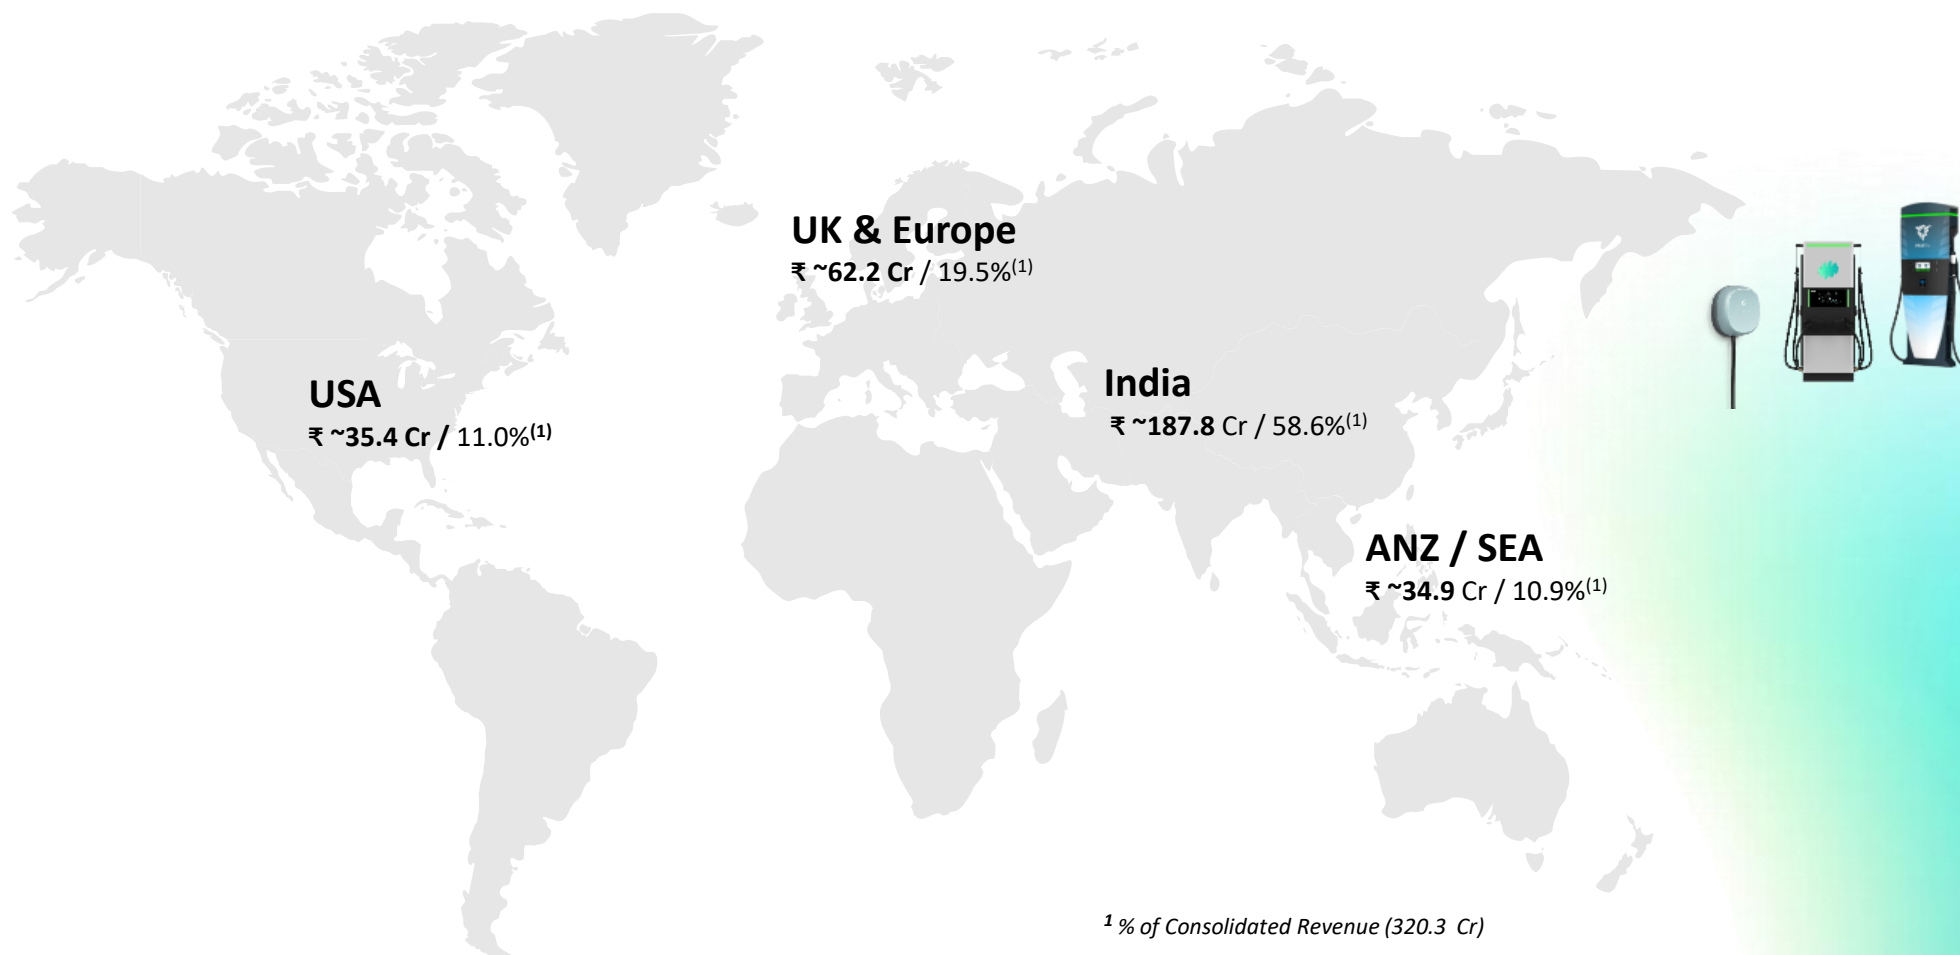 UK & Europe
₹ ~62.2 Cr / 19.5%(1)
USA
₹ ~35.4 Cr / 11.0%(1)
India
₹ ~187.8 Cr / 58.6%(1)
ANZ / SEA
₹ ~34.9 Cr / 10.9%(1)
1 % of Consolidated Revenue (320.3 Cr)